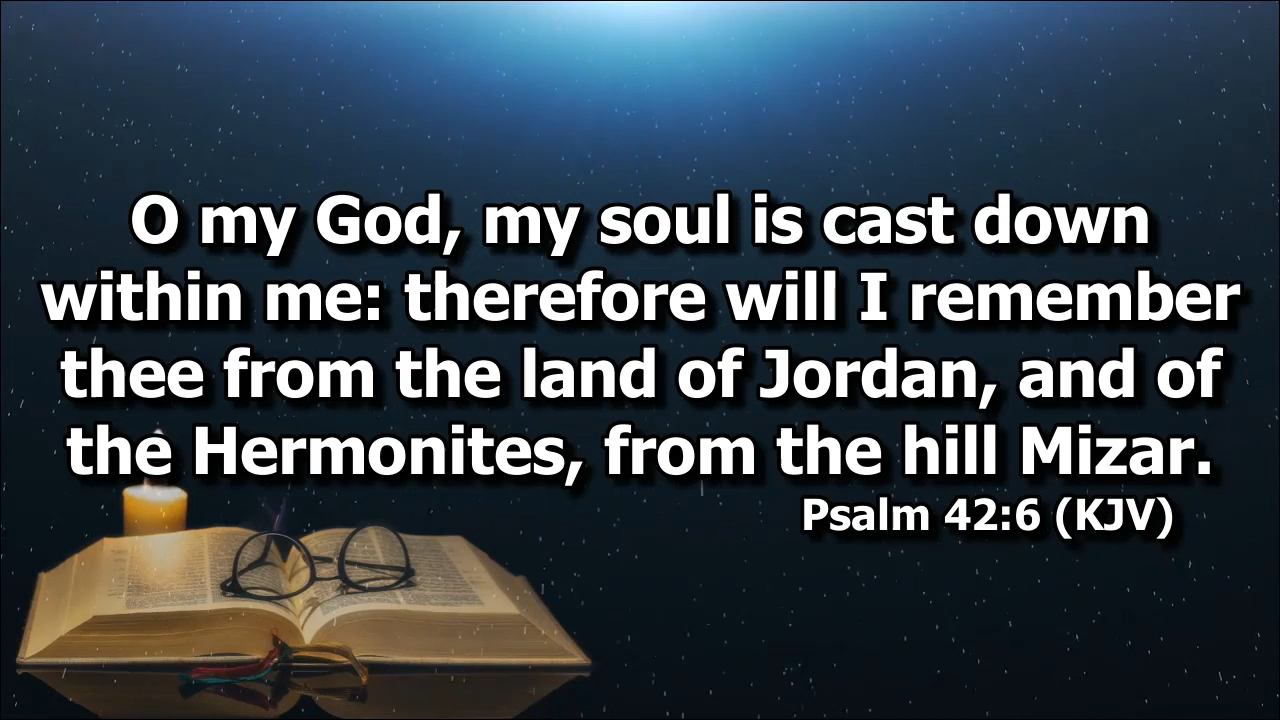 O my God, my soul is cast down
within me: therefore will I remember
thee from the land of Jordan, and of
the Hermonites, from the hill Mizar.
Psalm 42:6 (KJV)